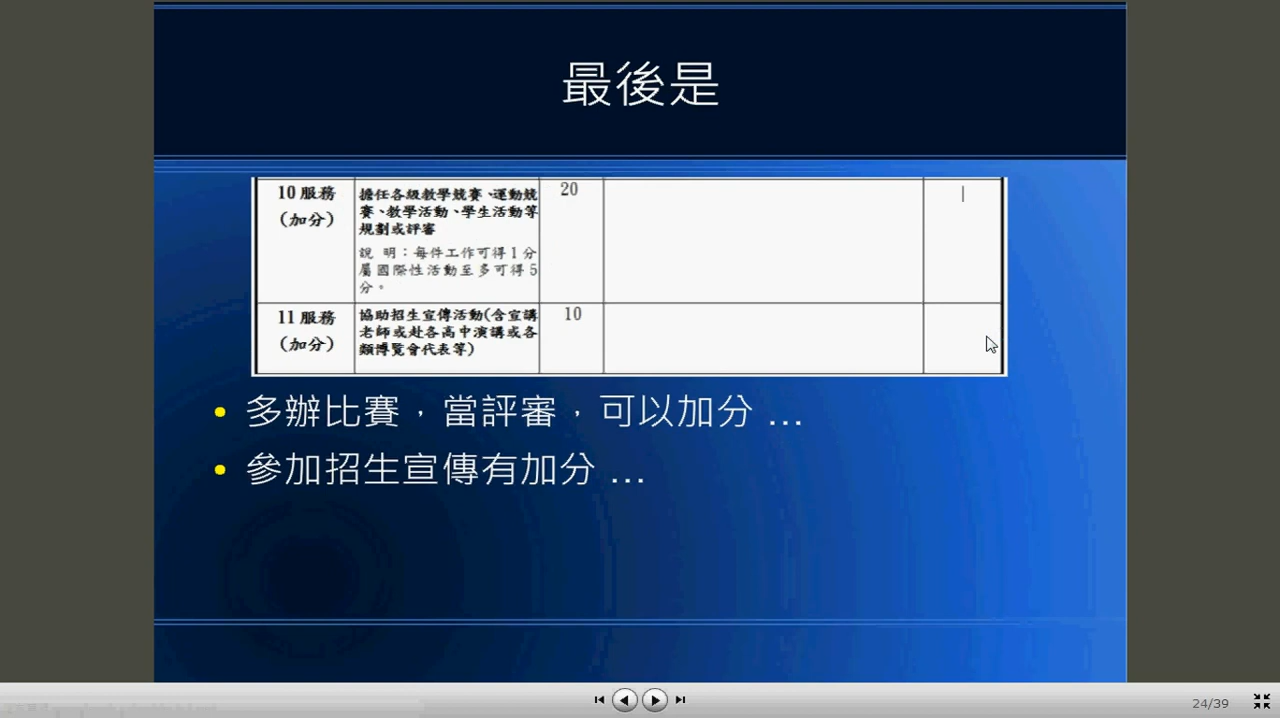 最後是
10 服務
(加分)
擔任各級教學競賽、運動競
賽、教學活動、學生活動等
規劃或評審
說 明：每件工作可得1分
屬國際性活動至多可得5
分。
20
11 服務
(加分)
協助招生宣傳活動(含宣講
老師或赴各高中演講或各
類博覽會代表等)
10
• 多辦比賽，當評審，可以加分 …
• 參加招生宣傳有加分 …
24/39